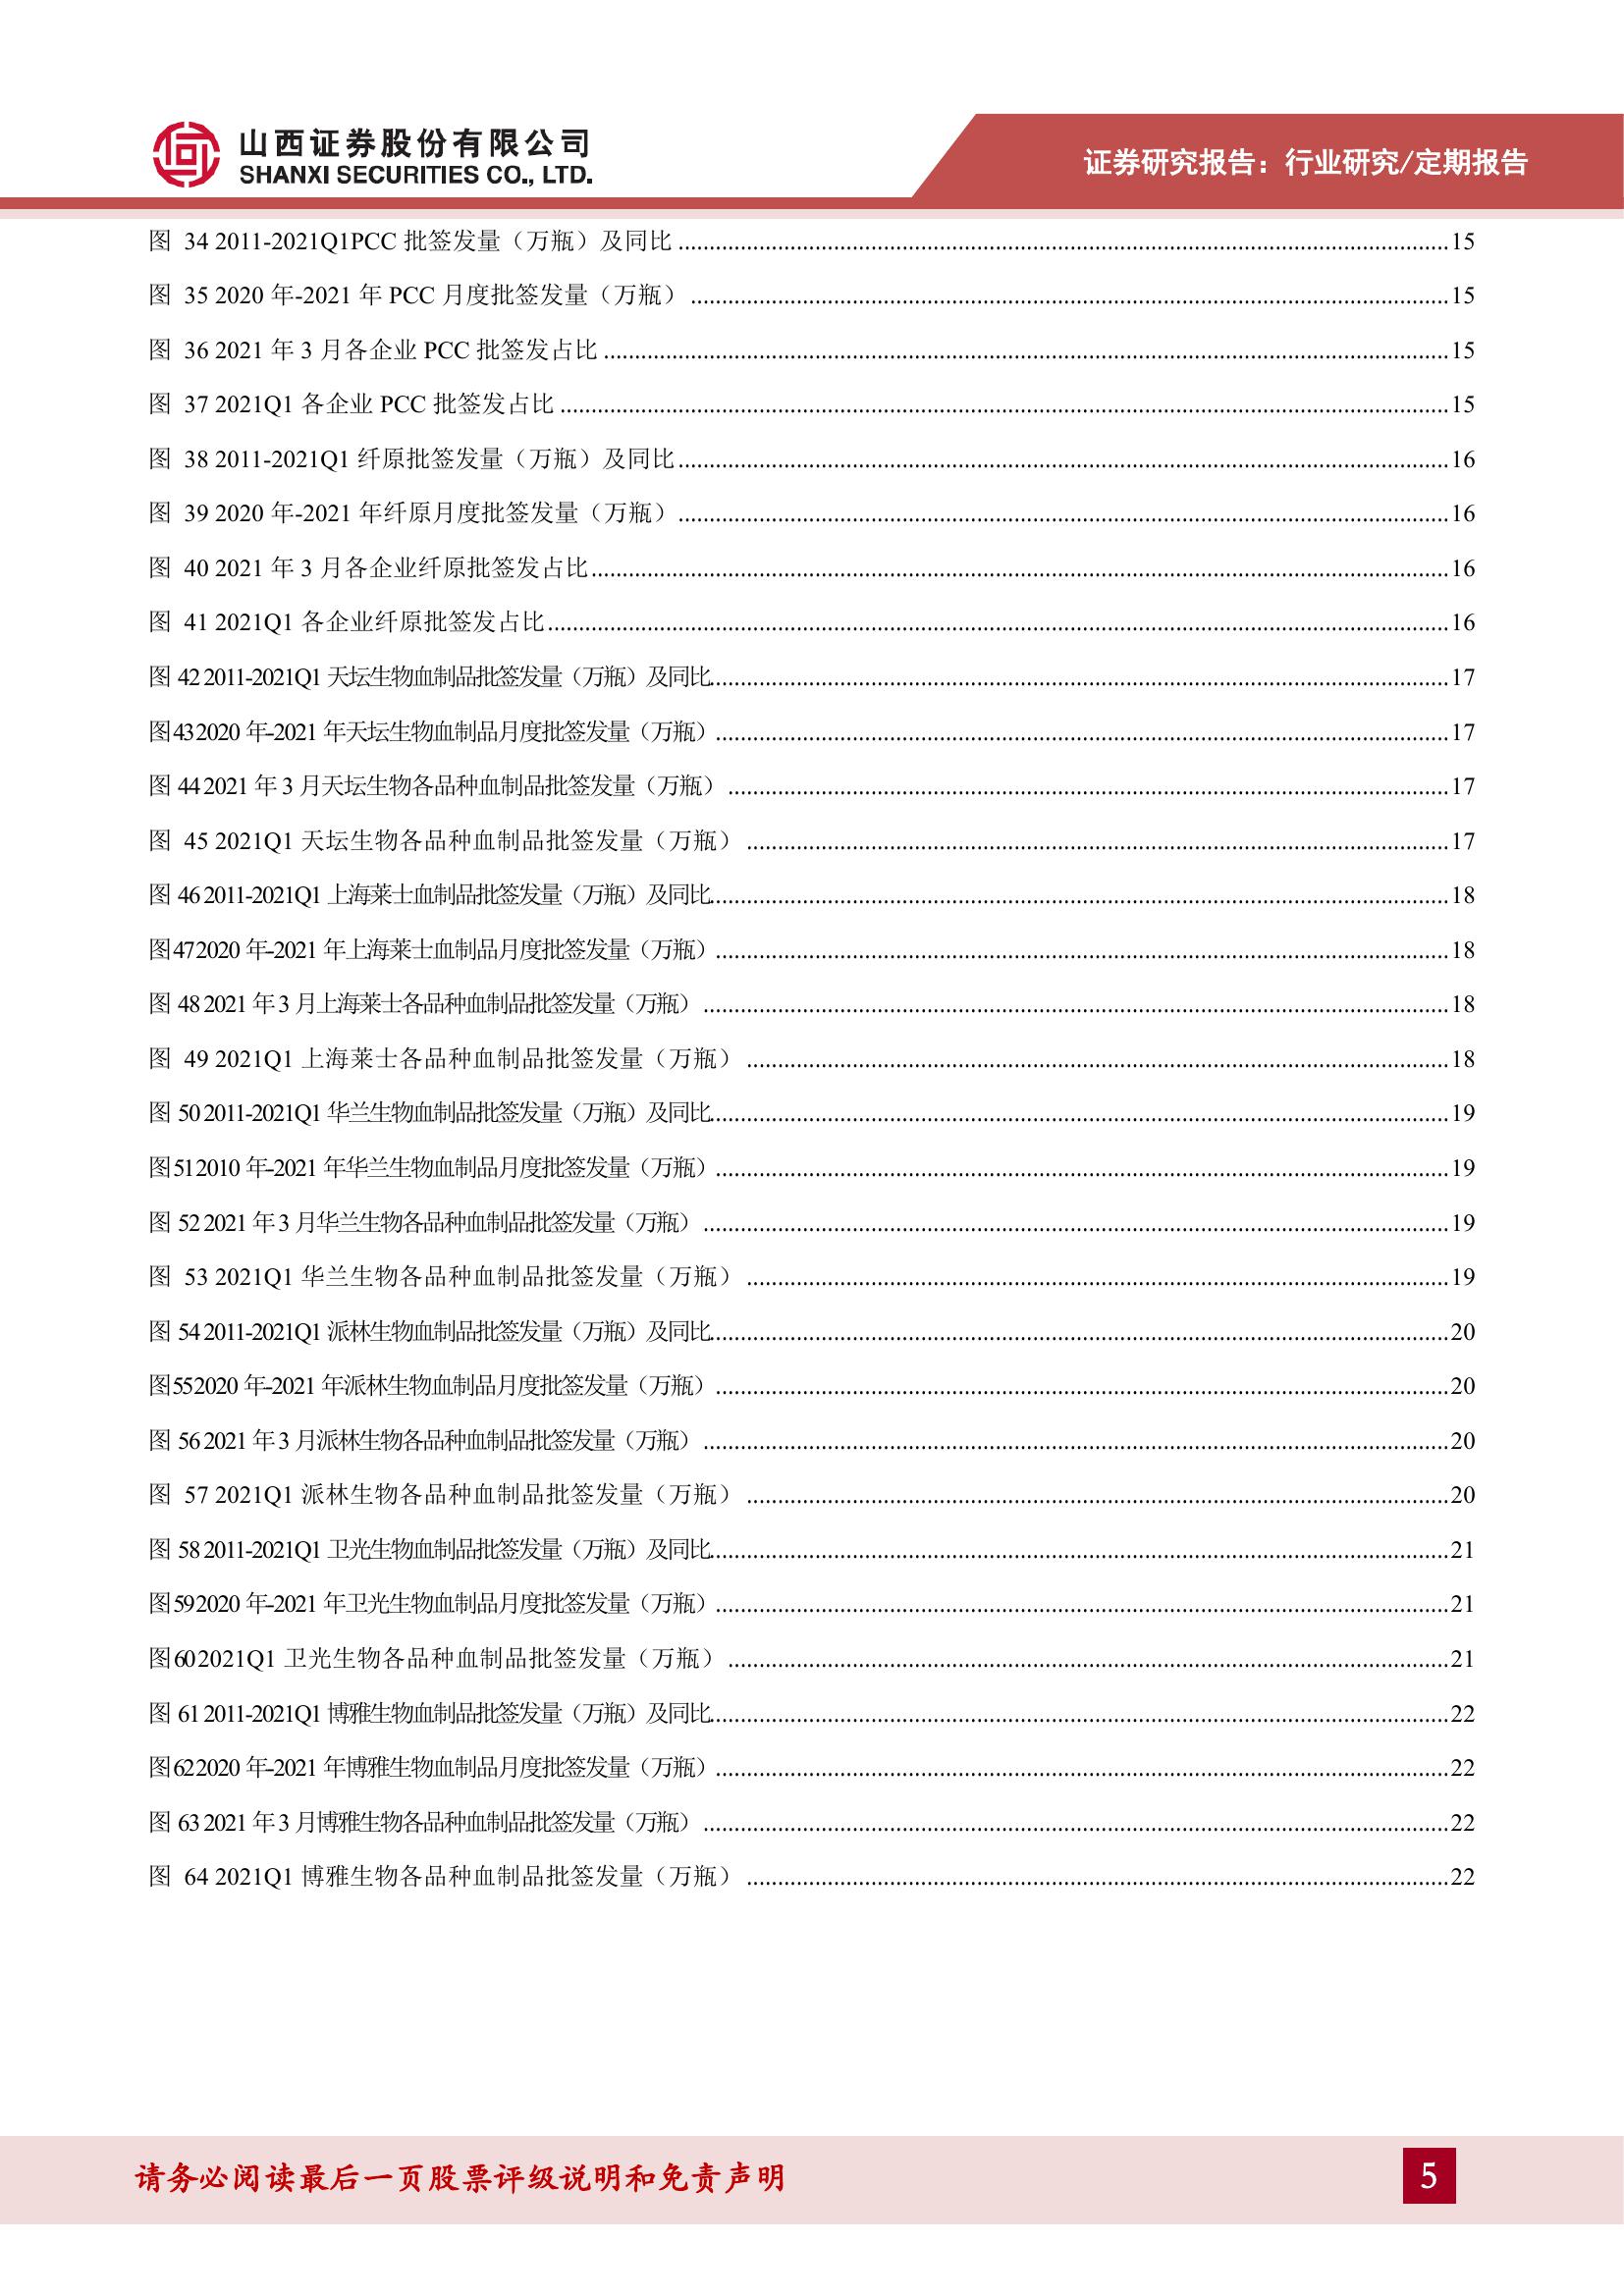 山西证券股份有限公司
SHANXI SECURITIES CO., LTD.
证券研究报告：行业研究/定期报告
图 34 2011-2021Q1PCC 批签发量（万瓶）及同比 15
图 35 2020 年-2021 年 PCC 月度批签发量（万瓶） 15
图 36 2021 年 3 月各企业 PCC 批签发占比 15
图 37 2021Q1 各企业 PCC 批签发占比 15
图 38 2011-2021Q1 纤原批签发量（万瓶）及同比 16
图 39 2020 年-2021 年纤原月度批签发量（万瓶） 16
图 40 2021 年 3 月各企业纤原批签发占比 16
图 41 2021Q1 各企业纤原批签发占比 16
图 42 2011-2021Q1 天坛生物血制品批签发量（万瓶）及同比 17
图 43 2020 年-2021 年天坛生物血制品月度批签发量（万瓶） 17
图 44 2021 年 3 月天坛生物各品种血制品批签发量（万瓶） 17
图 45 2021Q1 天坛生物各品种血制品批签发量（万瓶） 17
图 46 2011-2021Q1 上海莱士血制品批签发量（万瓶）及同比 18
图 47 2020 年-2021 年上海莱士血制品月度批签发量（万瓶） 18
图 48 2021 年 3 月上海莱士各品种血制品批签发量（万瓶） 18
图 49 2021Q1 上海莱士各品种血制品批签发量（万瓶） 18
图 50 2011-2021Q1 华兰生物血制品批签发量（万瓶）及同比 19
图 51 2010 年-2021 年华兰生物血制品月度批签发量（万瓶） 19
图 52 2021 年 3 月华兰生物各品种血制品批签发量（万瓶） 19
图 53 2021Q1 华兰生物各品种血制品批签发量（万瓶） 19
图 54 2011-2021Q1 派林生物血制品批签发量（万瓶）及同比 20
图 55 2020 年-2021 年派林生物血制品月度批签发量（万瓶） 20
图 56 2021 年 3 月派林生物各品种血制品批签发量（万瓶） 20
图 57 2021Q1 派林生物各品种血制品批签发量（万瓶） 20
图 58 2011-2021Q1 卫光生物血制品批签发量（万瓶）及同比 21
图 59 2020 年-2021 年卫光生物血制品月度批签发量（万瓶） 21
图 60 2021Q1 卫光生物各品种血制品批签发量（万瓶） 21
图 61 2011-2021Q1 博雅生物血制品批签发量（万瓶）及同比 22
图 62 2020 年-2021 年博雅生物血制品月度批签发量（万瓶） 22
图 63 2021 年 3 月博雅生物各品种血制品批签发量（万瓶） 22
图 64 2021Q1 博雅生物各品种血制品批签发量（万瓶） 22
请务必阅读最后一页股票评级说明和免责声明
5